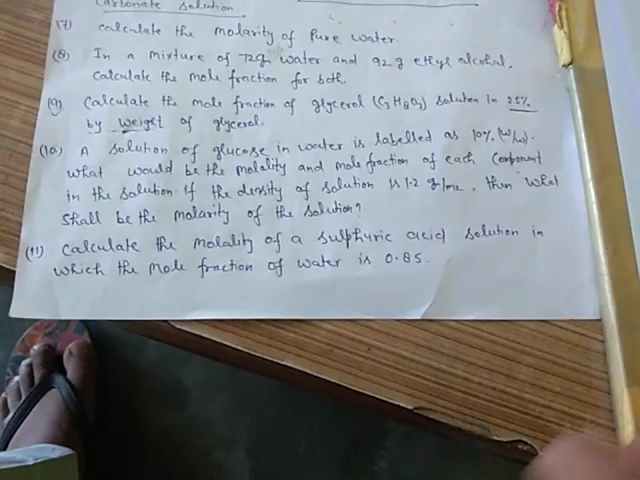 Carbonate solution.
(7) Calculate the molarity of Pure water
(8) In a mixture of 72g water and 92 g ethyl alcohol,
Calculate the mole fraction for both.
(9) Calculate the mole fraction of glycerol (C3H8O3) solution in 25%
by weight of glycerol.
(10) A solution of glucose in water is labelled as 10% (w/w).
What would be the molality and mole fraction of each Component
in the solution. If the density of solution is 1.2 g/mL, then what
Shall be the molarity of the solution?
(11) Calculate the molality of a sulphuric acid solution in
which the mole fraction of water is 0.85.